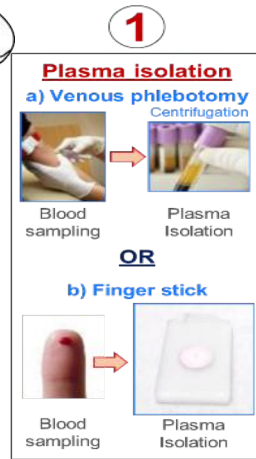 1
Plasma isolation
a) Venous phlebotomy
Centrifugation
Blood sampling
Plasma Isolation
OR
b) Finger stick
Blood sampling
Plasma Isolation